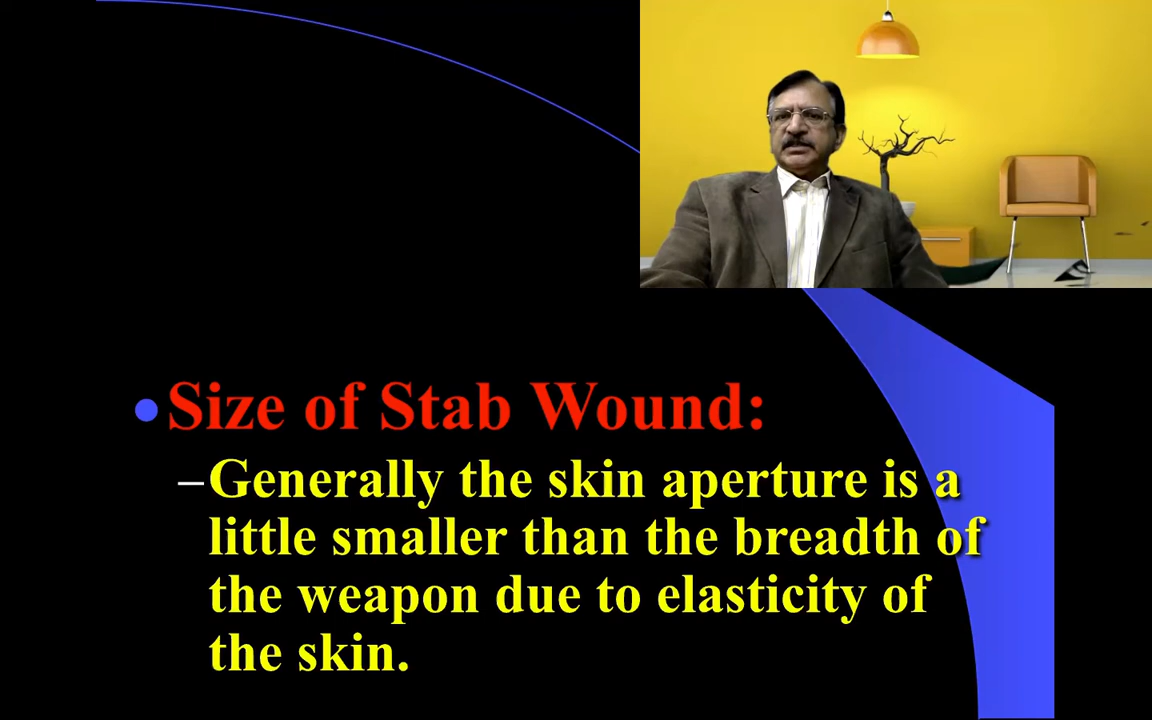 •Size of Stab Wound:
–Generally the skin aperture is a
little smaller than the breadth of
the weapon due to elasticity of
the skin.